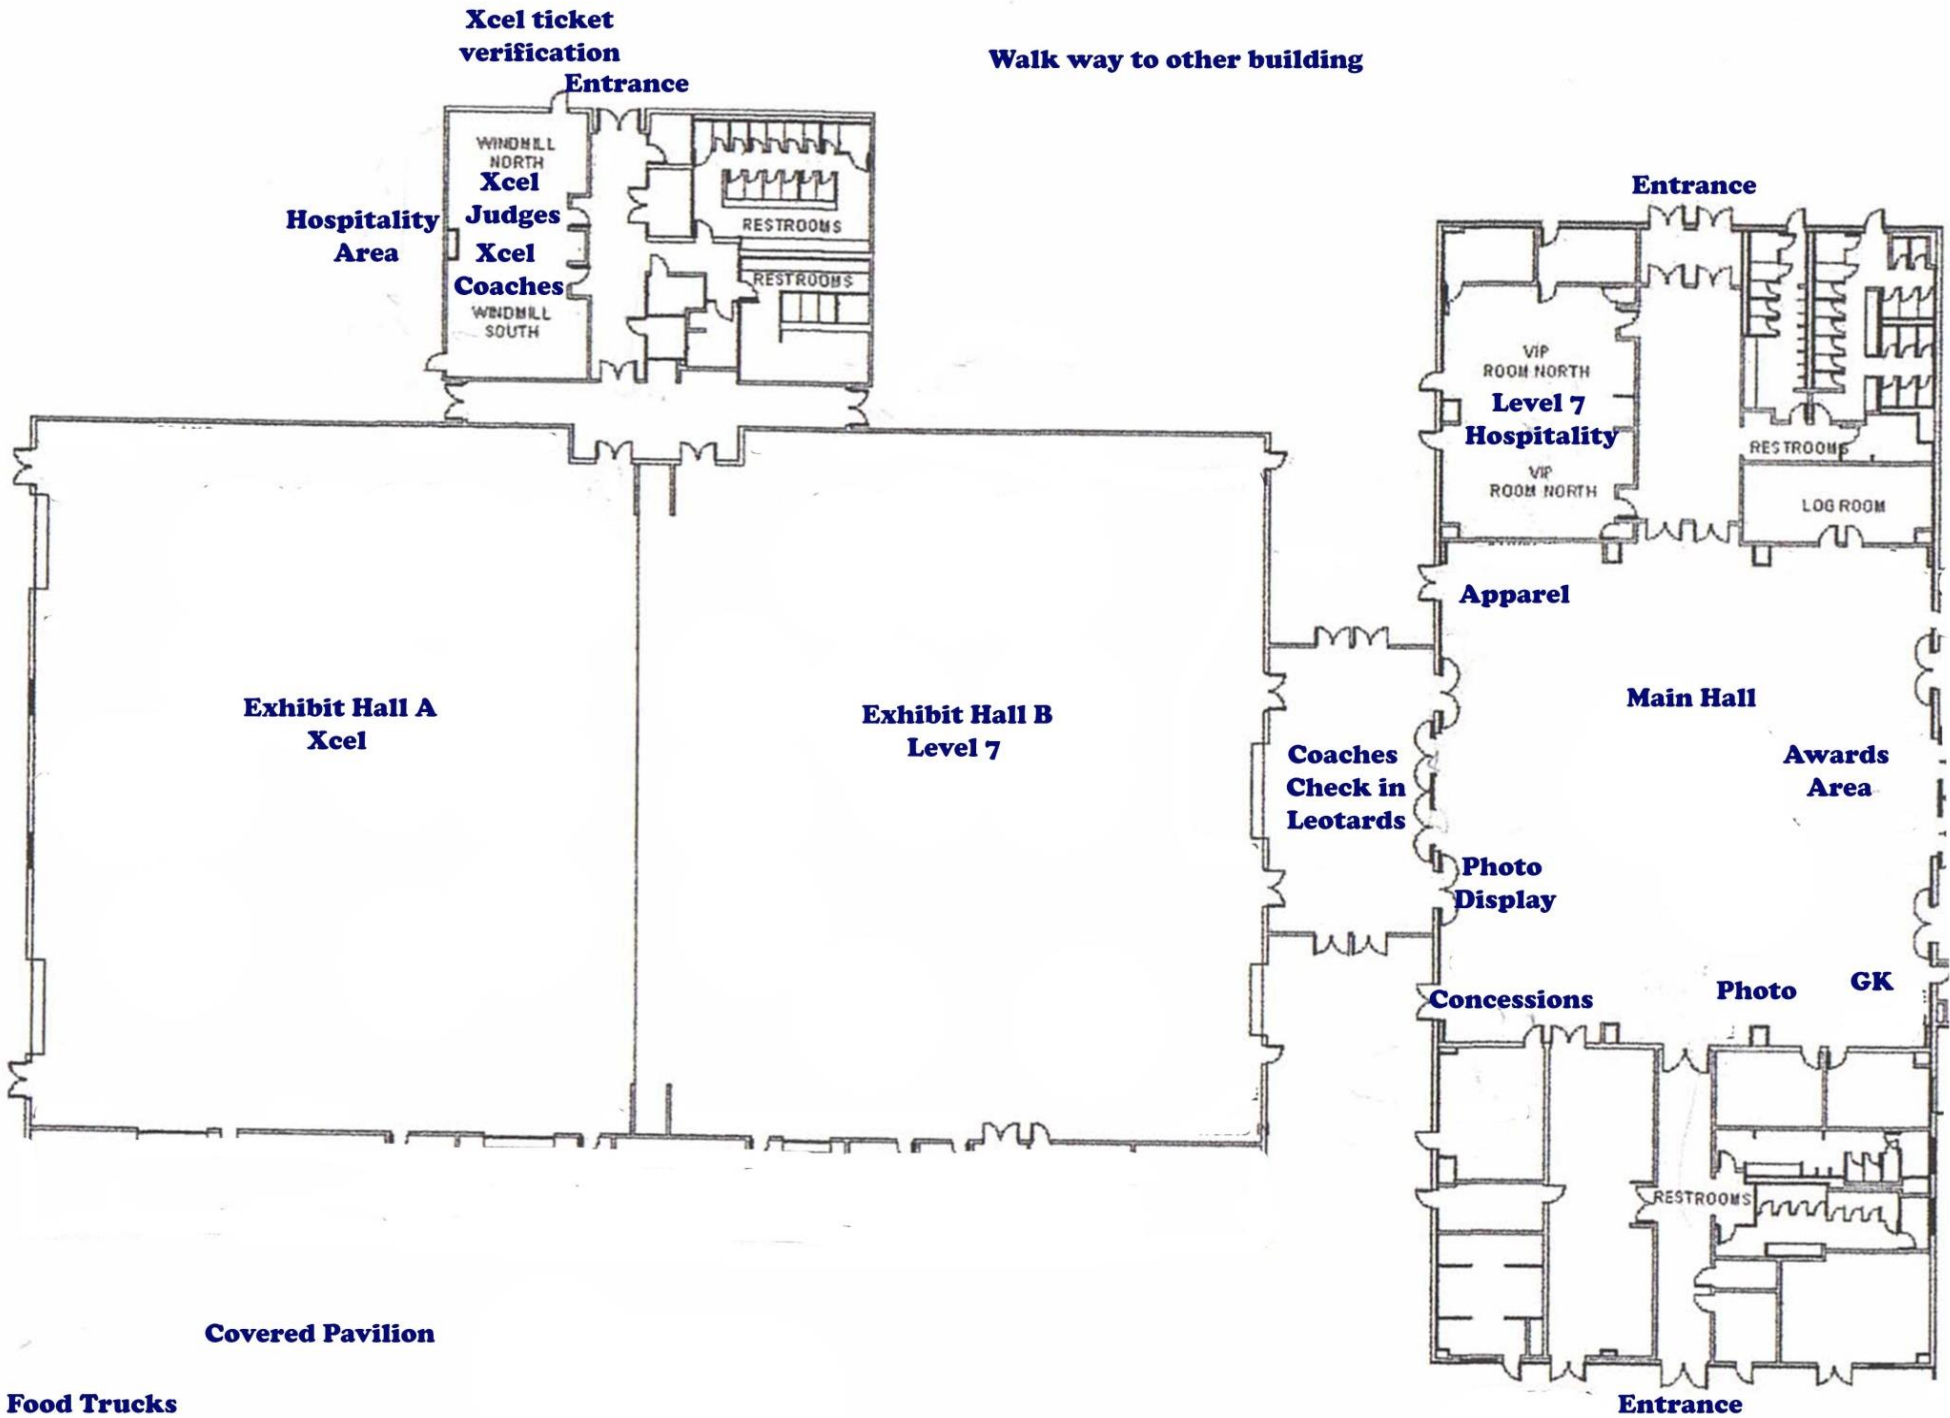 Xcel ticket
verification
Entrance
Walk way to other building
WINDMILL
NORTH
Xcel
Judges
Xcel
Coaches
WINDMILL
SOUTH
Hospitality
Area
RESTROOMS
RESTROOMS
Entrance
VIP
ROOM NORTH
Level 7
Hospitality
VIP
ROOM NORTH
RESTROOMS
LOG ROOM
Apparel
Exhibit Hall A
Xcel
Exhibit Hall B
Level 7
Main Hall
Coaches
Check in
Leotards
Awards
Area
Photo
Display
Concessions
Photo
GK
RESTROOMS
Covered Pavilion
Food Trucks
Entrance